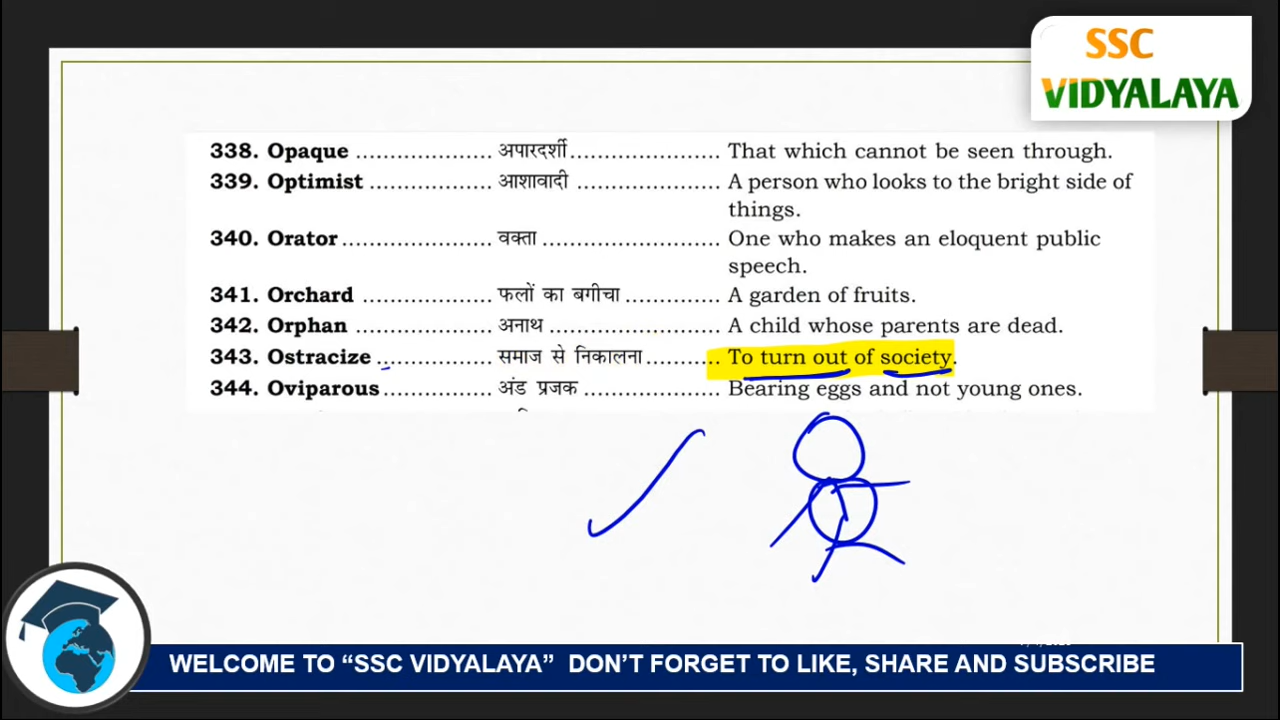 SSC
VIDYALAYA
338. Opaque .................... अपारदर्शी...................... That which cannot be seen through.
339. Optimist .................. आशावादी ..................... A person who looks to the bright side of
things.
340. Orator...................... वक्ता .......................... One who makes an eloquent public
speech.
341. Orchard ................... फलों का बगीचा .............. A garden of fruits.
342. Orphan .................... अनाथ ......................... A child whose parents are dead.
343. Ostracize ................. समाज से निकालना........... To turn out of society.
344. Oviparous................ अंड प्रजक .................... Bearing eggs and not young ones.
WELCOME TO “SSC VIDYALAYA” DON’T FORGET TO LIKE, SHARE AND SUBSCRIBE